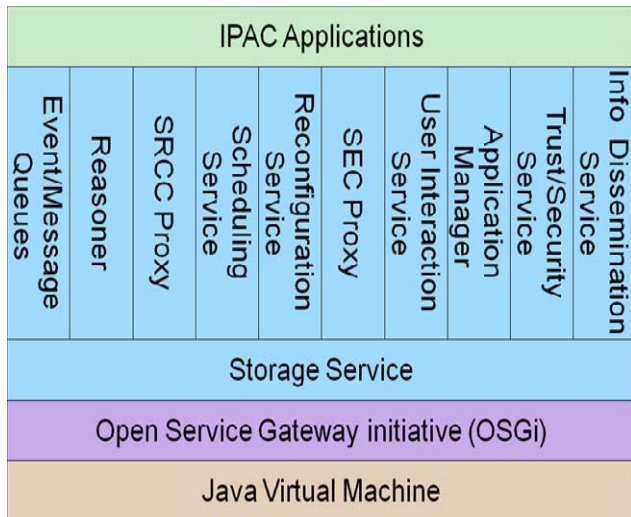 IPAC Applications
Event/Message
Queues
Reasoner
SRCC Proxy
Scheduling
Service
Reconfiguration
Service
SEC Proxy
User Interaction
Service
Application
Manager
Trust/Security
Service
Info Dissemination
Service
Storage Service
Open Service Gateway initiative (OSGi)
Java Virtual Machine